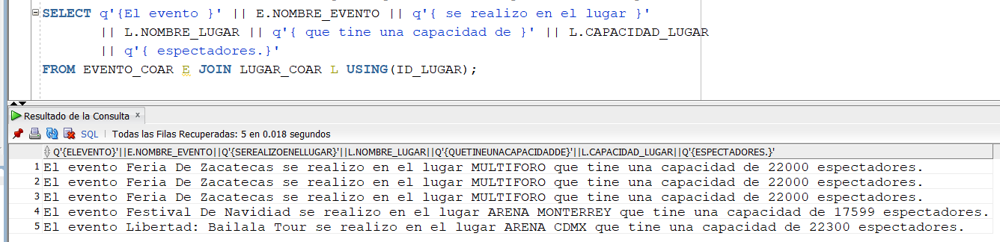 SELECT q'{El evento }' || E.NOMBRE_EVENTO || q'{ se realizo en el lugar }'
|| L.NOMBRE_LUGAR || q'{ que tine una capacidad de }' || L.CAPACIDAD_LUGAR
|| q'{ espectadores.}'
FROM EVENTO_COAR E JOIN LUGAR_COAR L USING(ID_LUGAR);
Resultado de la Consulta x
SQL | Todas las Filas Recuperadas: 5 en 0.018 segundos
Q'{ELEVENTO}'||E.NOMBRE_EVENTO||Q'{SEREALIZOENELLUGAR}'||L.NOMBRE_LUGAR||Q'{QUETINEUNACAPACIDADDE}'||L.CAPACIDAD_LUGAR||Q'{ESPECTADORES.}'
1 El evento Feria De Zacatecas se realizo en el lugar MULTIFORO que tine una capacidad de 22000 espectadores.
2 El evento Feria De Zacatecas se realizo en el lugar MULTIFORO que tine una capacidad de 22000 espectadores.
3 El evento Feria De Zacatecas se realizo en el lugar MULTIFORO que tine una capacidad de 22000 espectadores.
4 El evento Festival De Navidiad se realizo en el lugar ARENA MONTERREY que tine una capacidad de 17599 espectadores.
5 El evento Libertad: Bailala Tour se realizo en el lugar ARENA CDMX que tine una capacidad de 22300 espectadores.